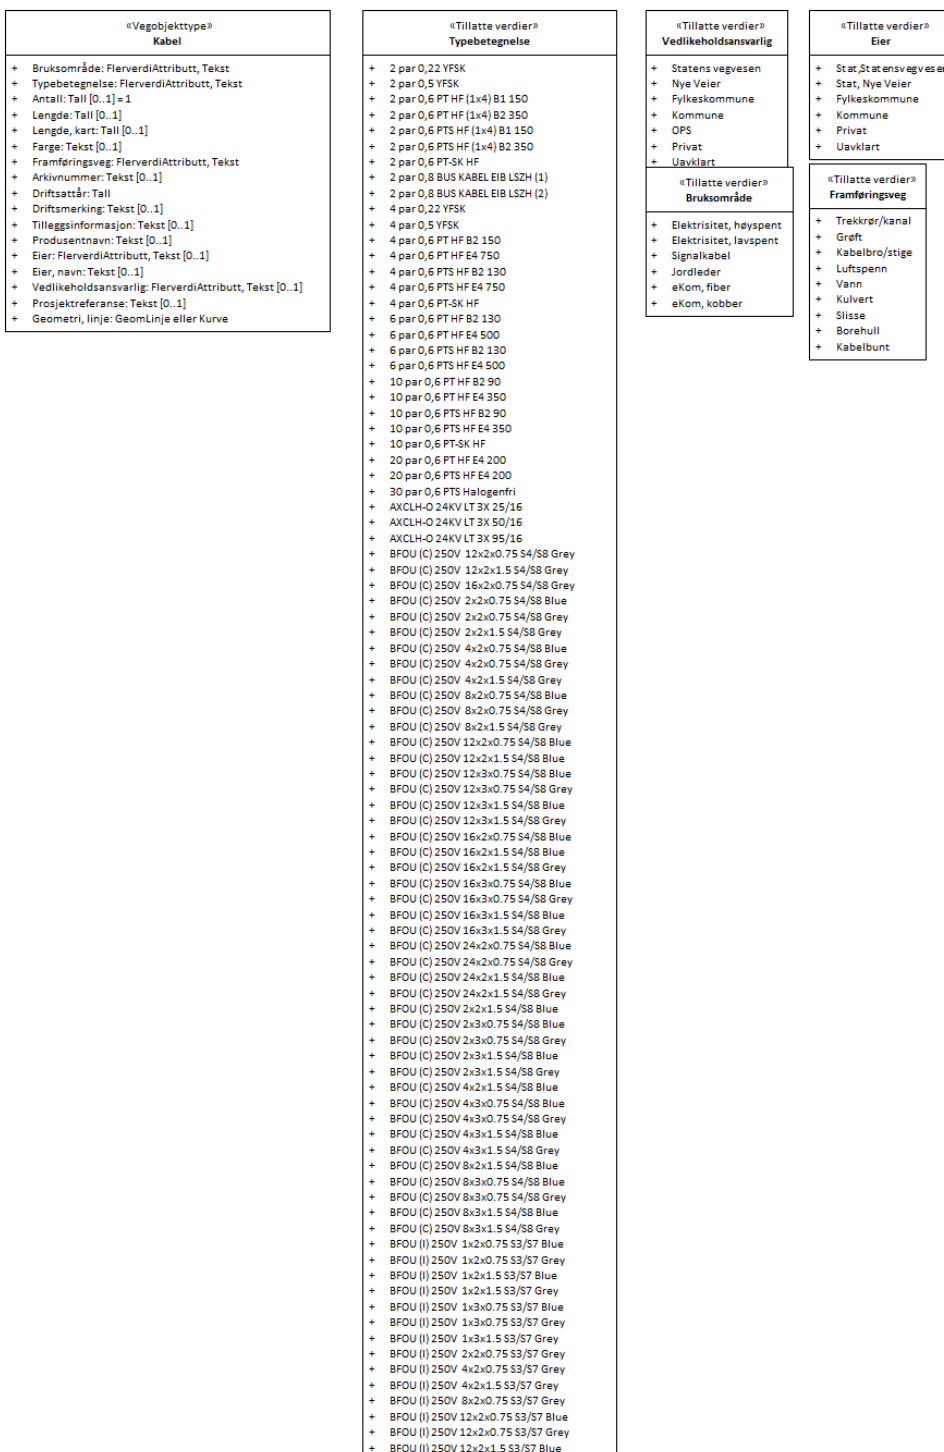 «Vegobjekttype»
Kabel
+ Bruksområde: FlerverdiAttributt, Tekst
+ Typebetegnelse: FlerverdiAttributt, Tekst
+ Antall: Tall [0..1] = 1
+ Lengde: Tall [0..1]
+ Lengde, kart: Tall [0..1]
+ Farge: Tekst [0..1]
+ Framføringsveg: FlerverdiAttributt, Tekst
+ Arkivnummer: Tekst [0..1]
+ Driftsattår: Tall
+ Driftsmerking: Tekst [0..1]
+ Tilleggsinformasjon: Tekst [0..1]
+ Produsentnavn: Tekst [0..1]
+ Eier: FlerverdiAttributt, Tekst [0..1]
+ Eier, navn: Tekst [0..1]
+ Vedlikeholdsansvarlig: FlerverdiAttributt, Tekst [0..1]
+ Prosjektreferanse: Tekst [0..1]
+ Geometri, linje: GeomLinje eller Kurve
«Tillatte verdier»
Typebetegnelse
+ 2 par 0,22 YFSK
+ 2 par 0,5 YFSK
+ 2 par 0,6 PT HF (1x4) B1 150
+ 2 par 0,6 PT HF (1x4) B2 350
+ 2 par 0,6 PTS HF (1x4) B1 150
+ 2 par 0,6 PTS HF (1x4) B2 350
+ 2 par 0,6 PT-SK HF
+ 2 par 0,8 BUS KABEL EIB LSZH (1)
+ 2 par 0,8 BUS KABEL EIB LSZH (2)
+ 4 par 0,22 YFSK
+ 4 par 0,5 YFSK
+ 4 par 0,6 PT HF B2 150
+ 4 par 0,6 PT HF E4 750
+ 4 par 0,6 PTS HF B2 130
+ 4 par 0,6 PTS HF E4 750
+ 4 par 0,6 PT-SK HF
+ 6 par 0,6 PT HF B2 130
+ 6 par 0,6 PT HF E4 500
+ 6 par 0,6 PTS HF B2 130
+ 6 par 0,6 PTS HF E4 500
+ 10 par 0,6 PT HF B2 90
+ 10 par 0,6 PT HF E4 350
+ 10 par 0,6 PTS HF B2 90
+ 10 par 0,6 PTS HF E4 350
+ 10 par 0,6 PT-SK HF
+ 20 par 0,6 PT HF E4 200
+ 20 par 0,6 PTS HF E4 200
+ 30 par 0,6 PTS Halogenfri
+ AXCLH-O 24KV LT 3X 25/16
+ AXCLH-O 24KV LT 3X 50/16
+ AXCLH-O 24KV LT 3X 95/16
+ BFOU (C) 250V 12x2x0.75 S4/S8 Grey
+ BFOU (C) 250V 12x2x1.5 S4/S8 Grey
+ BFOU (C) 250V 16x2x0.75 S4/S8 Grey
+ BFOU (C) 250V 2x2x0.75 S4/S8 Blue
+ BFOU (C) 250V 2x2x0.75 S4/S8 Grey
+ BFOU (C) 250V 2x2x1.5 S4/S8 Grey
+ BFOU (C) 250V 4x2x0.75 S4/S8 Blue
+ BFOU (C) 250V 4x2x0.75 S4/S8 Grey
+ BFOU (C) 250V 4x2x1.5 S4/S8 Grey
+ BFOU (C) 250V 8x2x0.75 S4/S8 Blue
+ BFOU (C) 250V 8x2x0.75 S4/S8 Grey
+ BFOU (C) 250V 8x2x1.5 S4/S8 Grey
+ BFOU (C) 250V 12x2x0.75 S4/S8 Blue
+ BFOU (C) 250V 12x2x1.5 S4/S8 Blue
+ BFOU (C) 250V 12x3x0.75 S4/S8 Blue
+ BFOU (C) 250V 12x3x0.75 S4/S8 Grey
+ BFOU (C) 250V 12x3x1.5 S4/S8 Blue
+ BFOU (C) 250V 12x3x1.5 S4/S8 Grey
+ BFOU (C) 250V 16x2x0.75 S4/S8 Blue
+ BFOU (C) 250V 16x2x1.5 S4/S8 Blue
+ BFOU (C) 250V 16x2x1.5 S4/S8 Grey
+ BFOU (C) 250V 16x3x0.75 S4/S8 Blue
+ BFOU (C) 250V 16x3x0.75 S4/S8 Grey
+ BFOU (C) 250V 16x3x1.5 S4/S8 Blue
+ BFOU (C) 250V 16x3x1.5 S4/S8 Grey
+ BFOU (C) 250V 24x2x0.75 S4/S8 Blue
+ BFOU (C) 250V 24x2x0.75 S4/S8 Grey
+ BFOU (C) 250V 24x2x1.5 S4/S8 Blue
+ BFOU (C) 250V 24x2x1.5 S4/S8 Grey
+ BFOU (C) 250V 2x2x1.5 S4/S8 Blue
+ BFOU (C) 250V 2x3x0.75 S4/S8 Blue
+ BFOU (C) 250V 2x3x0.75 S4/S8 Grey
+ BFOU (C) 250V 2x3x1.5 S4/S8 Blue
+ BFOU (C) 250V 2x3x1.5 S4/S8 Grey
+ BFOU (C) 250V 4x2x1.5 S4/S8 Blue
+ BFOU (C) 250V 4x3x0.75 S4/S8 Blue
+ BFOU (C) 250V 4x3x0.75 S4/S8 Grey
+ BFOU (C) 250V 4x3x1.5 S4/S8 Blue
+ BFOU (C) 250V 4x3x1.5 S4/S8 Grey
+ BFOU (C) 250V 8x2x1.5 S4/S8 Blue
+ BFOU (C) 250V 8x3x0.75 S4/S8 Blue
+ BFOU (C) 250V 8x3x0.75 S4/S8 Grey
+ BFOU (C) 250V 8x3x1.5 S4/S8 Blue
+ BFOU (C) 250V 8x3x1.5 S4/S8 Grey
+ BFOU (I) 250V 1x2x0.75 S3/S7 Blue
+ BFOU (I) 250V 1x2x0.75 S3/S7 Grey
+ BFOU (I) 250V 1x2x1.5 S3/S7 Blue
+ BFOU (I) 250V 1x2x1.5 S3/S7 Grey
+ BFOU (I) 250V 1x3x0.75 S3/S7 Blue
+ BFOU (I) 250V 1x3x0.75 S3/S7 Grey
+ BFOU (I) 250V 1x3x1.5 S3/S7 Grey
+ BFOU (I) 250V 2x2x0.75 S3/S7 Grey
+ BFOU (I) 250V 4x2x0.75 S3/S7 Grey
+ BFOU (I) 250V 4x2x1.5 S3/S7 Grey
+ BFOU (I) 250V 8x2x0.75 S3/S7 Grey
+ BFOU (I) 250V 12x2x0.75 S3/S7 Blue
+ BFOU (I) 250V 12x2x0.75 S3/S7 Grey
+ BFOU (I) 250V 12x2x1.5 S3/S7 Blue
«Tillatte verdier»
Vedlikeholdsansvarlig
+ Statens vegvesen
+ Nye Veier
+ Fylkeskommune
+ Kommune
+ OPS
+ Privat
+ Uavklart
«Tillatte verdier»
Bruksområde
+ Elektrisitet, høyspent
+ Elektrisitet, lavspent
+ Signalkabel
+ Jordleder
+ eKom, fiber
+ eKom, kobber
«Tillatte verdier»
Eier
+ Stat, Statens vegvesen
+ Stat, Nye Veier
+ Fylkeskommune
+ Kommune
+ Privat
+ Uavklart
«Tillatte verdier»
Framføringsveg
+ Trekkrør/kanal
+ Grøft
+ Kabelbro/stige
+ Luftspenn
+ Vann
+ Kulvert
+ Slisse
+ Borehull
+ Kabelbunt